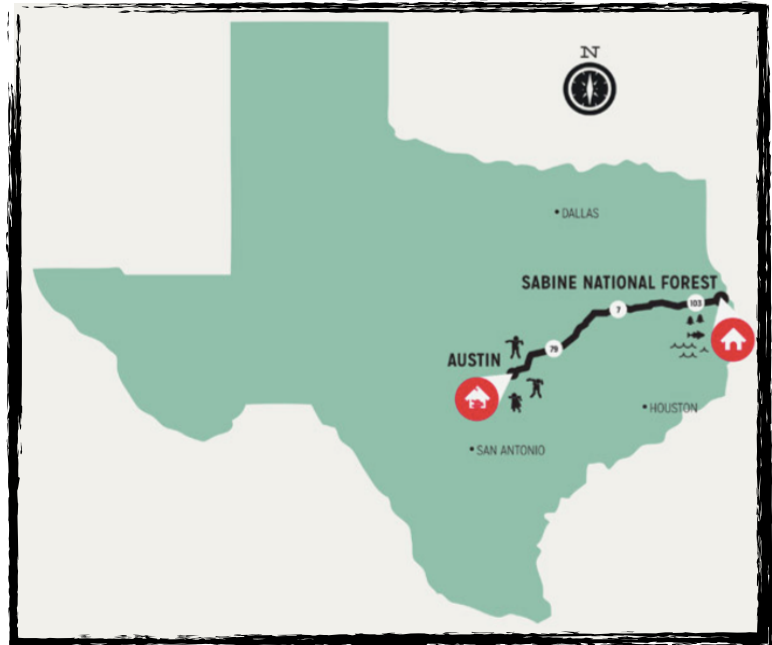 N
DALLAS
SABINE NATIONAL FOREST
103
7
79
AUSTIN
HOUSTON
SAN ANTONIO